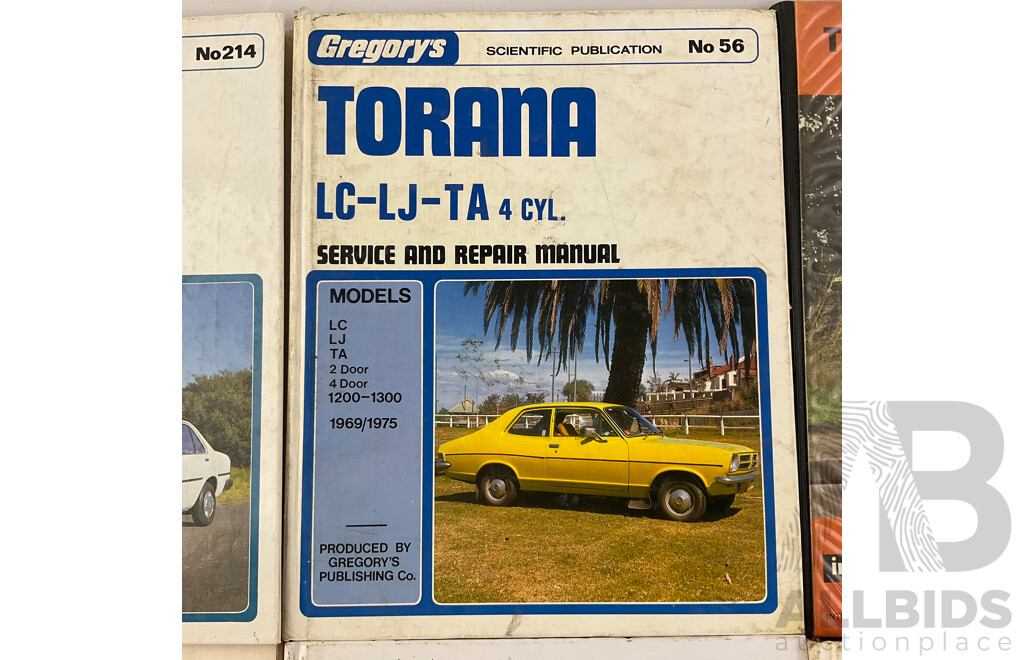 No214
Gregory's SCIENTIFIC PUBLICATION No 56
TORANA
LC-LJ-TA 4 CYL.
SERVICE AND REPAIR MANUAL
MODELS
LC
LJ
TA
2 Door
4 Door
1200-1300
1969/1975
PRODUCED BY
GREGORY'S
PUBLISHING Co.
T
AB
ALLBIDS
auctionplace